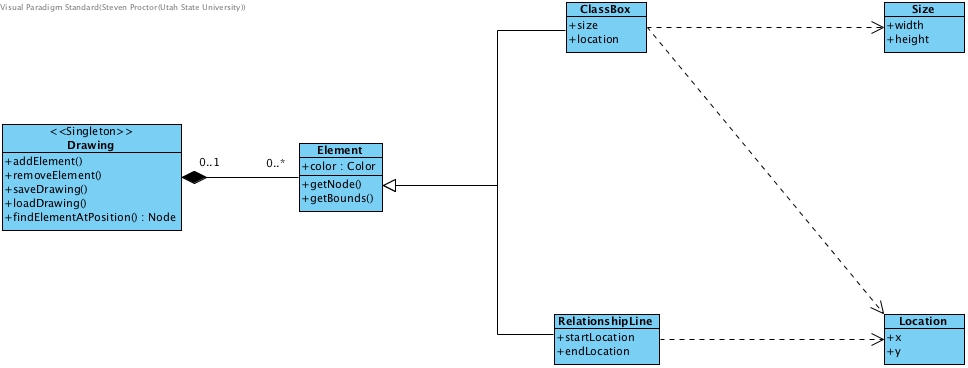 Visual Paradigm Standard(Steven Proctor(Utah State University))
ClassBox
+size
+location
Size
+width
+height
<<Singleton>>
Drawing
+addElement()
+removeElement()
+saveDrawing()
+loadDrawing()
+findElementAtPosition() : Node
0..1
0..*
Element
+color : Color
+getNode()
+getBounds()
RelationshipLine
+startLocation
+endLocation
Location
+x
+y